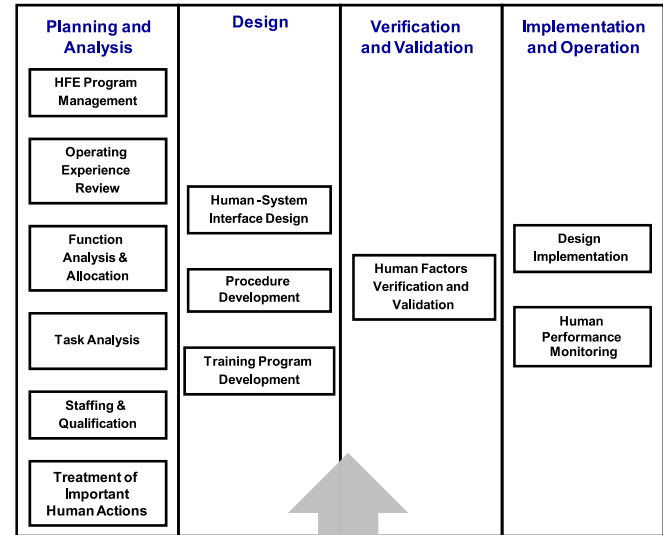 Planning and
Analysis
HFE Program
Management
Operating
Experience
Review
Function
Analysis &
Allocation
Task Analysis
Staffing &
Qualification
Treatment of
Important
Human Actions
Design
Human -System
Interface Design
Procedure
Development
Training Program
Development
Verification
and Validation
Human Factors
Verification and
Validation
Implementation
and Operation
Design
Implementation
Human
Performance
Monitoring